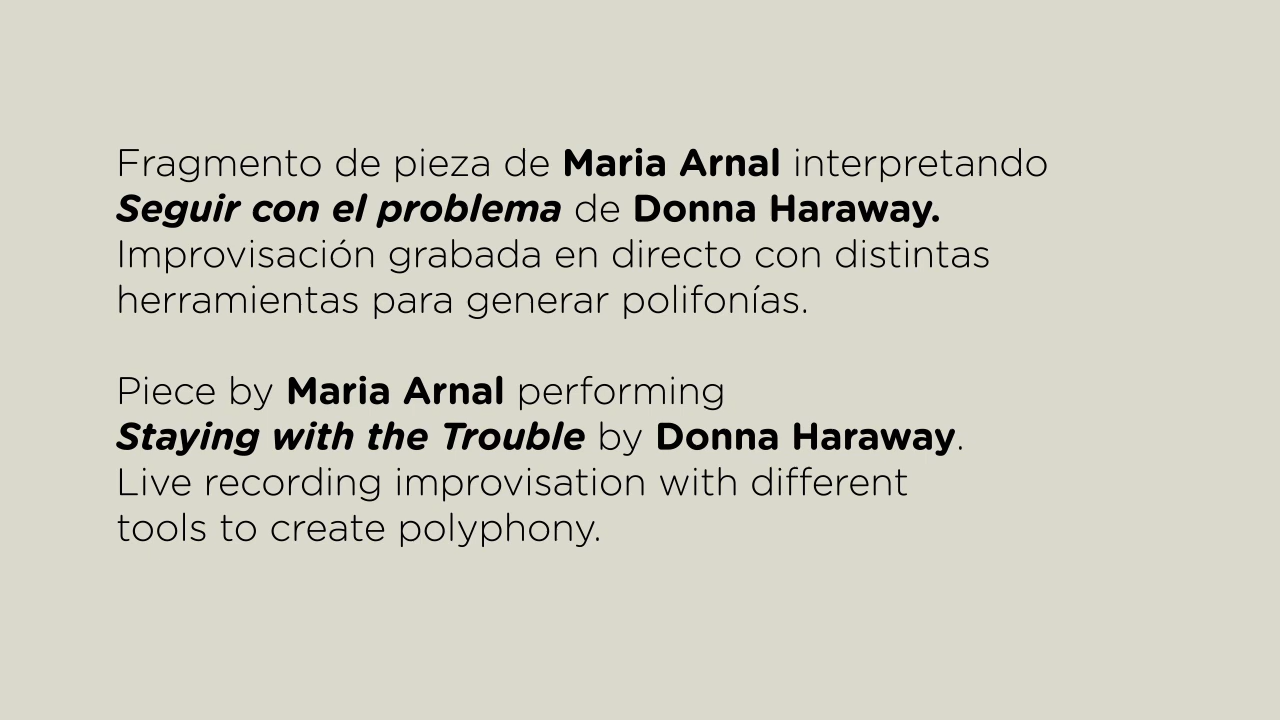 Fragmento de pieza de Maria Arnal interpretando
Seguir con el problema de Donna Haraway.
Improvisación grabada en directo con distintas
herramientas para generar polifonías.
Piece by Maria Arnal performing
Staying with the Trouble by Donna Haraway.
Live recording improvisation with different
tools to create polyphony.